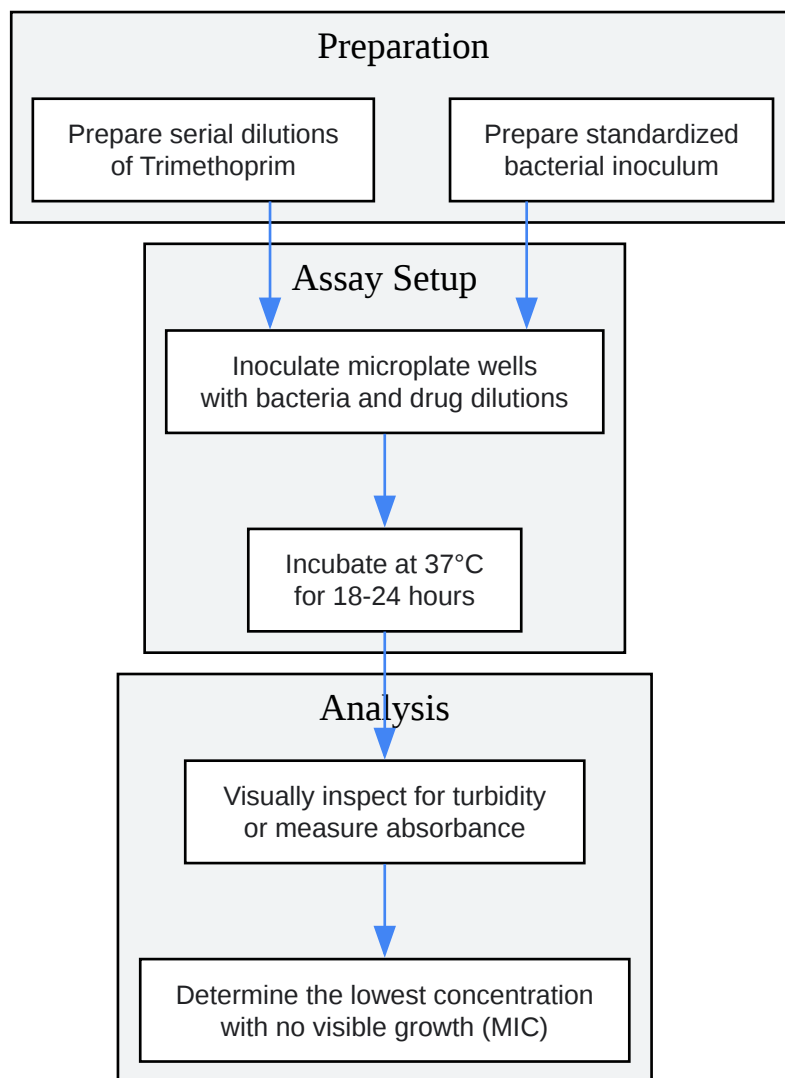 Preparation
Prepare serial dilutions
of Trimethoprim
Prepare standardized
bacterial inoculum
Assay Setup
Inoculate microplate wells
with bacteria and drug dilutions
Incubate at 37°C
for 18-24 hours
Analysis
Visually inspect for turbidity
or measure absorbance
Determine the lowest concentration
with no visible growth (MIC)